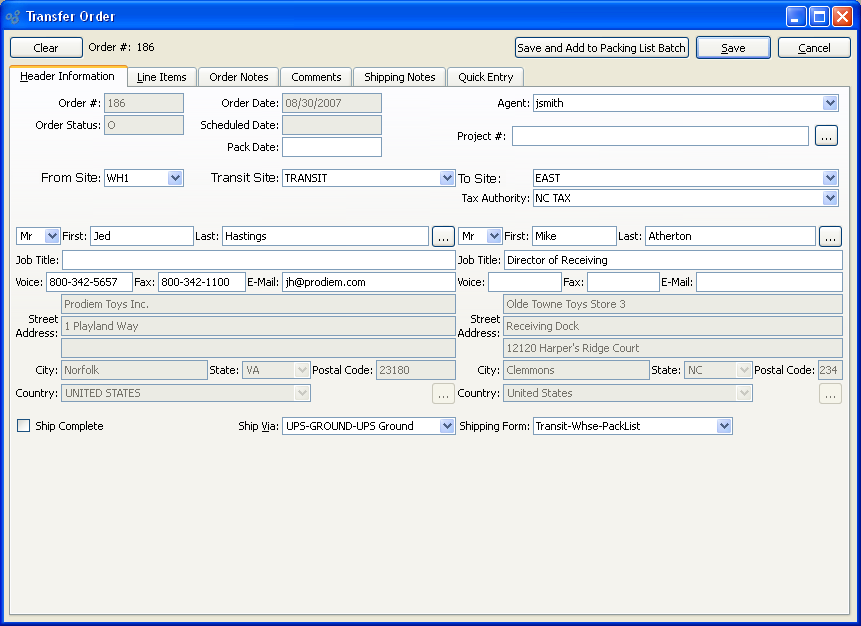 Transfer Order
Clear Order #: 186 Save and Add to Packing List Batch Save Cancel
Header Information Line Items Order Notes Comments Shipping Notes Quick Entry
Order #: 186 Order Date: 08/30/2007 Agent: jsmith
Order Status: O Scheduled Date:
Project #: ...
Pack Date:
From Site: WH1 Transit Site: TRANSIT To Site: EAST
Tax Authority: NC TAX
Mr First: Jed Last: Hastings ... Mr First: Mike Last: Atherton ...
Job Title: Job Title: Director of Receiving
Voice: 800-342-5657 Fax: 800-342-1100 E-Mail: jh@prodiem.com Voice: Fax: E-Mail:
Prodiem Toys Inc. Olde Towne Toys Store 3
Street Address: 1 Playland Way Street Address: Receiving Dock
12120 Harper's Ridge Court
City: Norfolk State: VA Postal Code: 23180 City: Clemmons State: NC Postal Code: 234
Country: UNITED STATES ... Country: United States ...
Ship Complete Ship Via: UPS-GROUND-UPS Ground Shipping Form: Transit-Whse-PackList